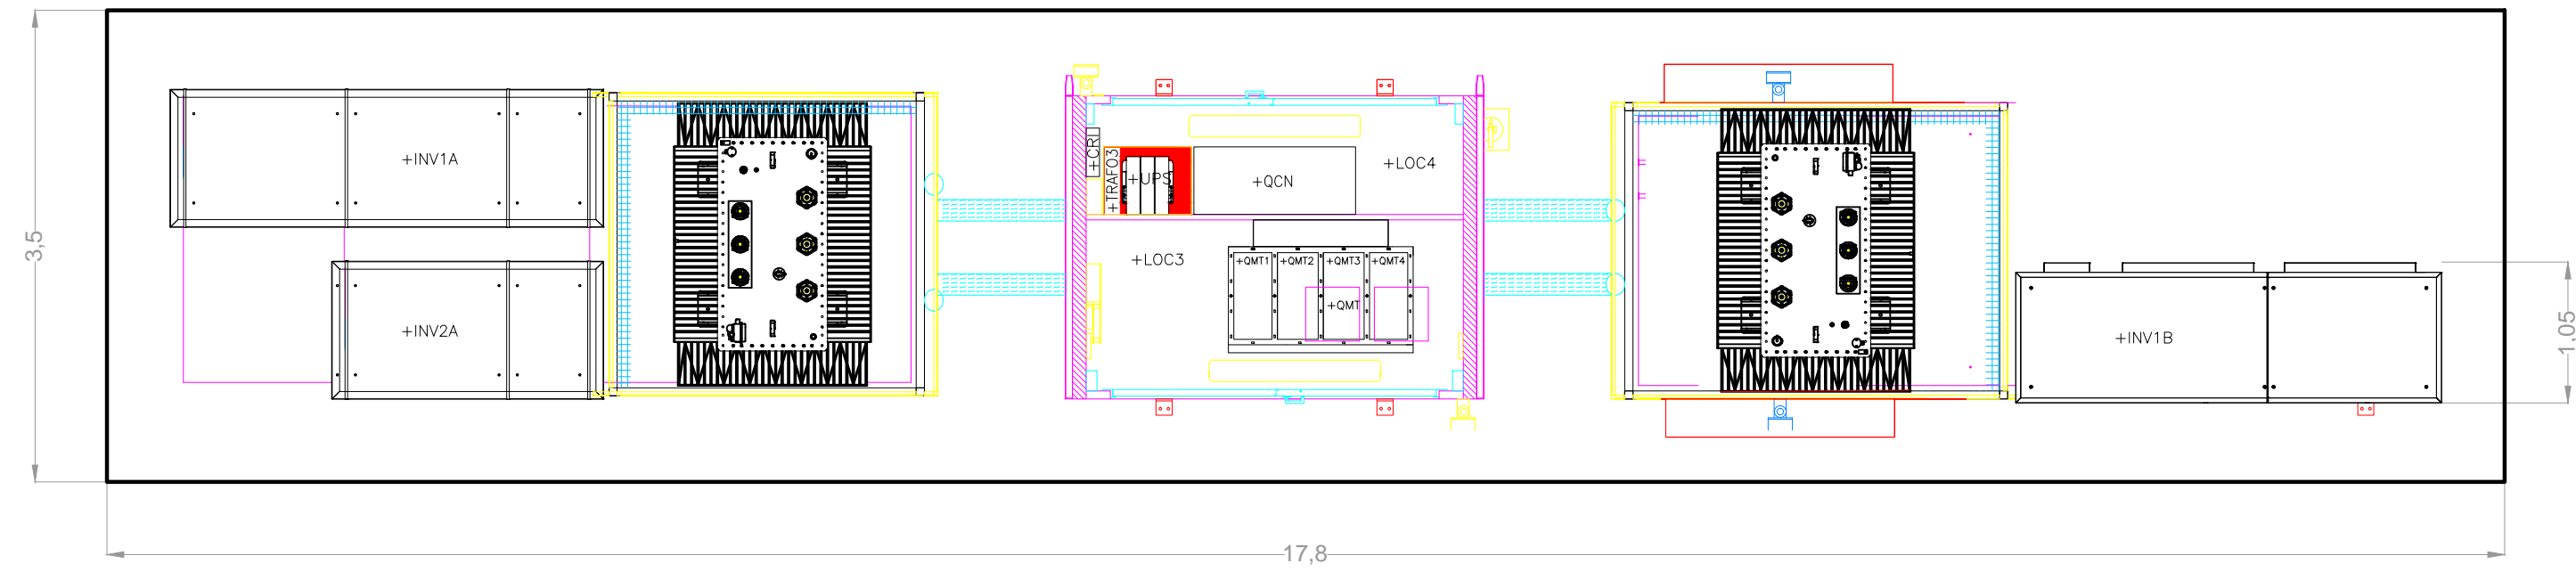 3,5
+INV1A
+INV2A
+CRI
+TRAFO3
+UPS
+QCN
+LOC4
+LOC3
+QMT1 +QMT2 +QMT3 +QMT4
+QMT
+INV1B
1,05
17,8